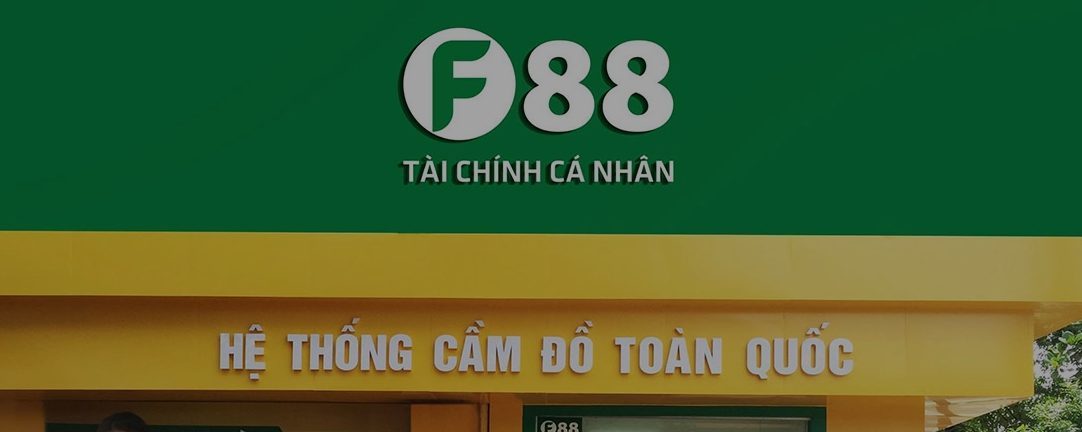 F88
TÀI CHÍNH CÁ NHÂN
HỆ THỐNG CẦM ĐỒ TOÀN QUỐC
F88